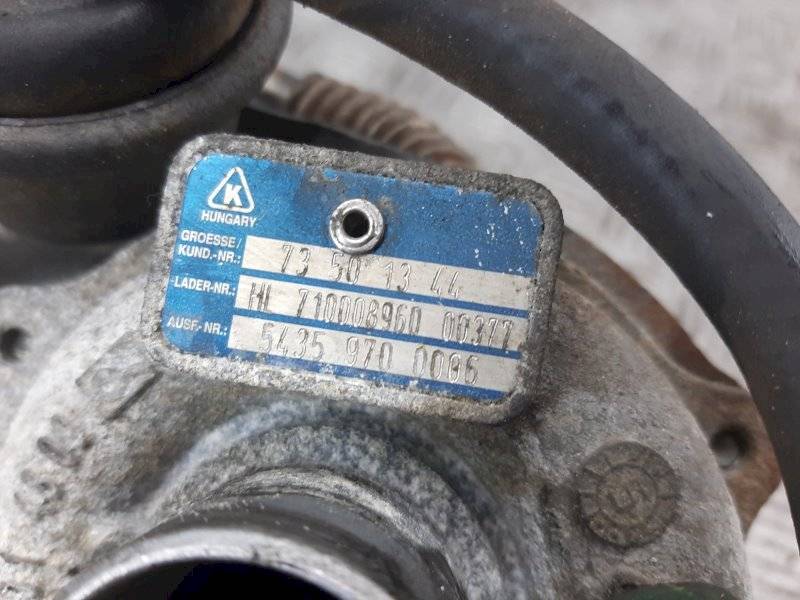 K
HUNGARY
GROESSE/
KUND.-NR.: 73 50 13 44
LADER-NR.: HL 710008960 00377
AUSF.-NR.: 5435 970 0006